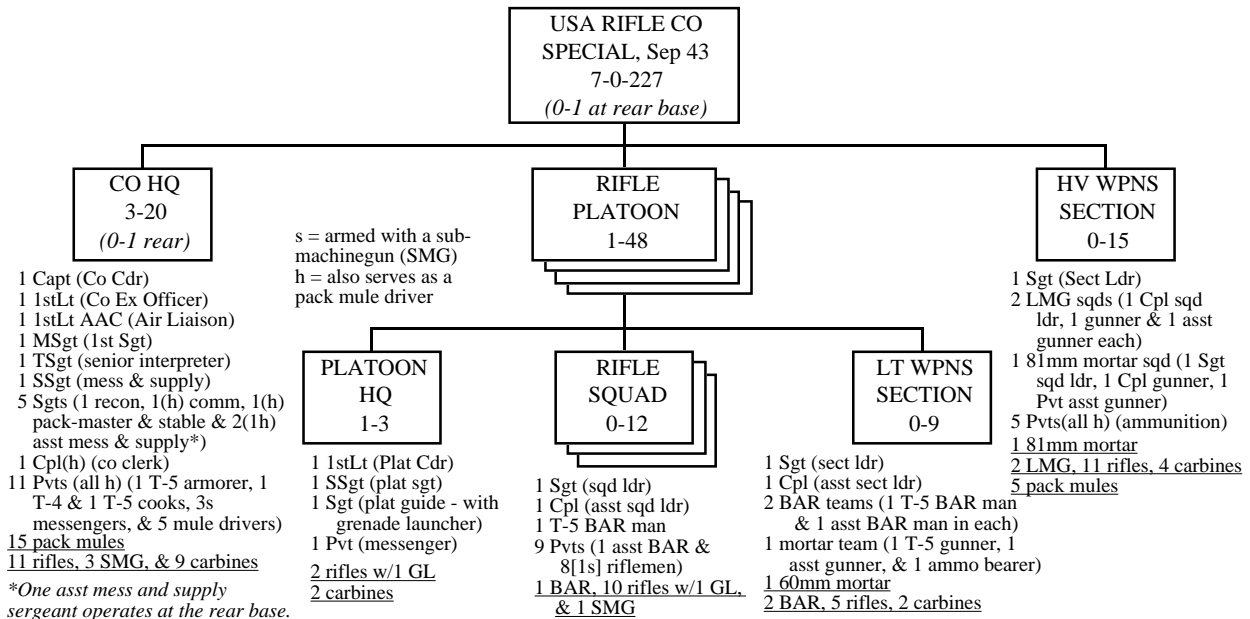 USA RIFLE CO
SPECIAL, Sep 43
7-0-227
(0-1 at rear base)
CO HQ
3-20
(0-1 rear)
1 Capt (Co Cdr)
1 1stLt (Co Ex Officer)
1 1stLt AAC (Air Liaison)
1 MSgt (1st Sgt)
1 TSgt (senior interpreter)
1 SSgt (mess & supply)
5 Sgts (1 recon, 1(h) comm, 1(h)
pack-master & stable & 2(1h)
asst mess & supply*)
1 Cpl(h) (co clerk)
11 Pvts (all h) (1 T-5 armorer, 1
T-4 & 1 T-5 cooks, 3s
messengers, & 5 mule drivers)
15 pack mules
11 rifles, 3 SMG, & 9 carbines
*One asst mess and supply
sergeant operates at the rear base.
s = armed with a sub-
machinegun (SMG)
h = also serves as a
pack mule driver
RIFLE
PLATOON
1-48
PLATOON
HQ
1-3
1 1stLt (Plat Cdr)
1 SSgt (plat sgt)
1 Sgt (plat guide - with
grenade launcher)
1 Pvt (messenger)
2 rifles w/1 GL
2 carbines
RIFLE
SQUAD
0-12
1 Sgt (sqd ldr)
1 Cpl (asst sqd ldr)
1 T-5 BAR man
9 Pvts (1 asst BAR &
8[1s] riflemen)
1 BAR, 10 rifles w/1 GL,
& 1 SMG
LT WPNS
SECTION
0-9
1 Sgt (sect ldr)
1 Cpl (asst sect ldr)
2 BAR teams (1 T-5 BAR man
& 1 asst BAR man in each)
1 mortar team (1 T-5 gunner, 1
asst gunner, & 1 ammo bearer)
1 60mm mortar
2 BAR, 5 rifles, 2 carbines
HV WPNS
SECTION
0-15
1 Sgt (Sect Ldr)
2 LMG sqds (1 Cpl sqd
ldr, 1 gunner & 1 asst
gunner each)
1 81mm mortar sqd (1 Sgt
sqd ldr, 1 Cpl gunner, 1
Pvt asst gunner)
5 Pvts(all h) (ammunition)
1 81mm mortar
2 LMG, 11 rifles, 4 carbines
5 pack mules